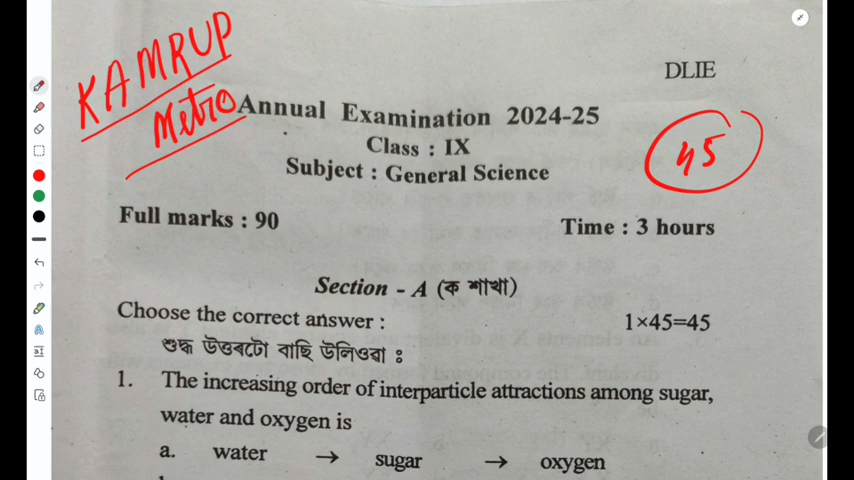 DLIE
KAMRUP
Metro
Annual Examination 2024-25
45
Class : IX
Subject : General Science
Full marks : 90 Time : 3 hours
Section - A (ক শাখা)
Choose the correct answer : 1×45=45
শুদ্ধ উত্তৰটো বাছি উলিওৱা ঃ
1. The increasing order of interparticle attractions among sugar,
water and oxygen is
a. water → sugar → oxygen